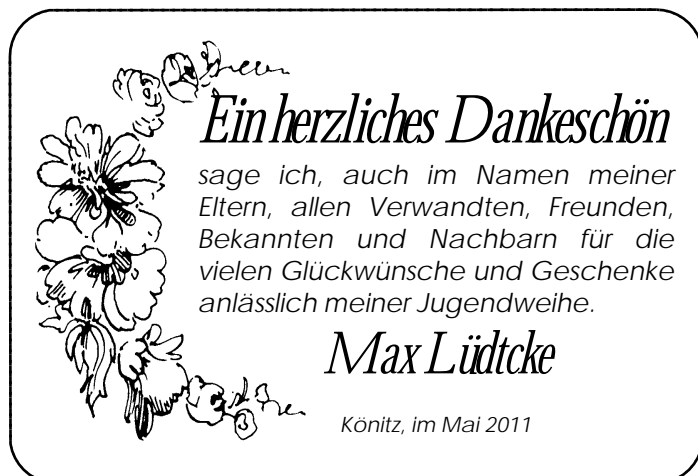 Ein herzliches Dankeschön
sage ich, auch im Namen meiner
Eltern, allen Verwandten, Freunden,
Bekannten und Nachbarn für die
vielen Glückwünsche und Geschenke
anlässlich meiner Jugendweihe.
Max Lüdtcke
Könitz, im Mai 2011